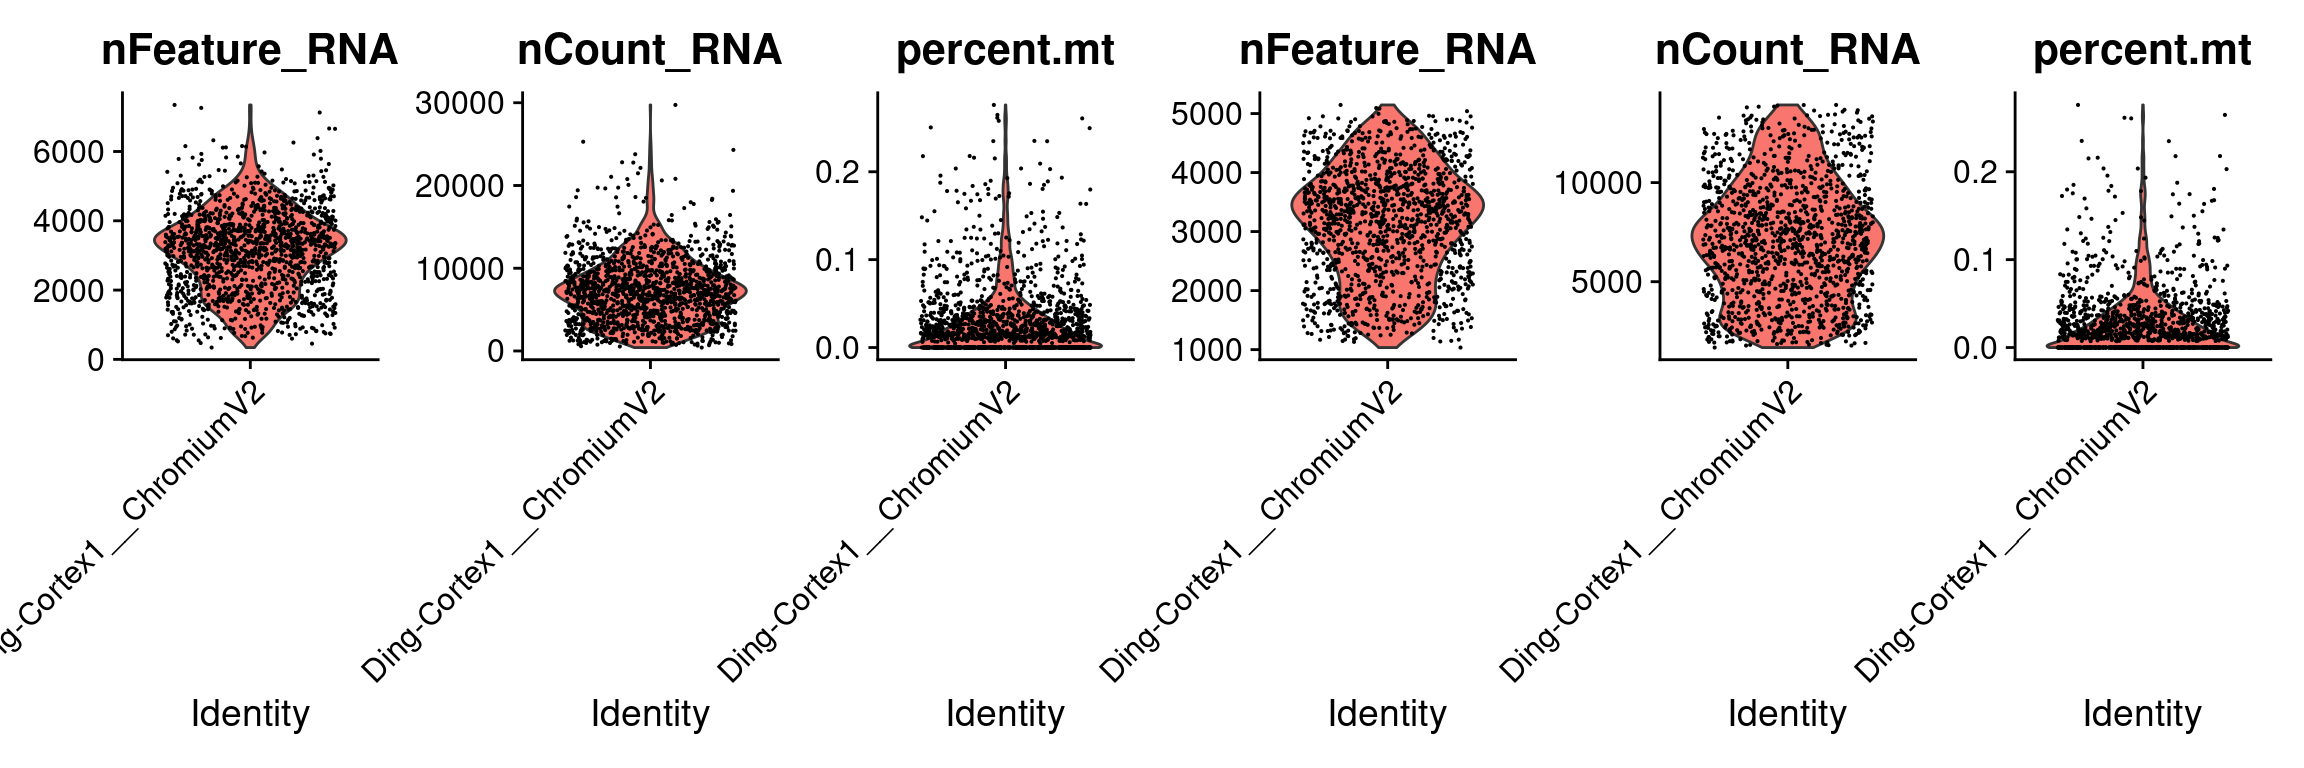 nFeature_RNA
6000
4000
2000
0
ng-Cortex1__ChromiumV2
Identity
nCount_RNA
30000
20000
10000
0
Ding-Cortex1__ChromiumV2
Identity
percent.mt
0.2
0.1
0.0
Ding-Cortex1__ChromiumV2
Identity
nFeature_RNA
5000
4000
3000
2000
1000
Ding-Cortex1__ChromiumV2
Identity
nCount_RNA
10000
5000
Ding-Cortex1__ChromiumV2
Identity
percent.mt
0.2
0.1
0.0
Ding-Cortex1__ChromiumV2
Identity